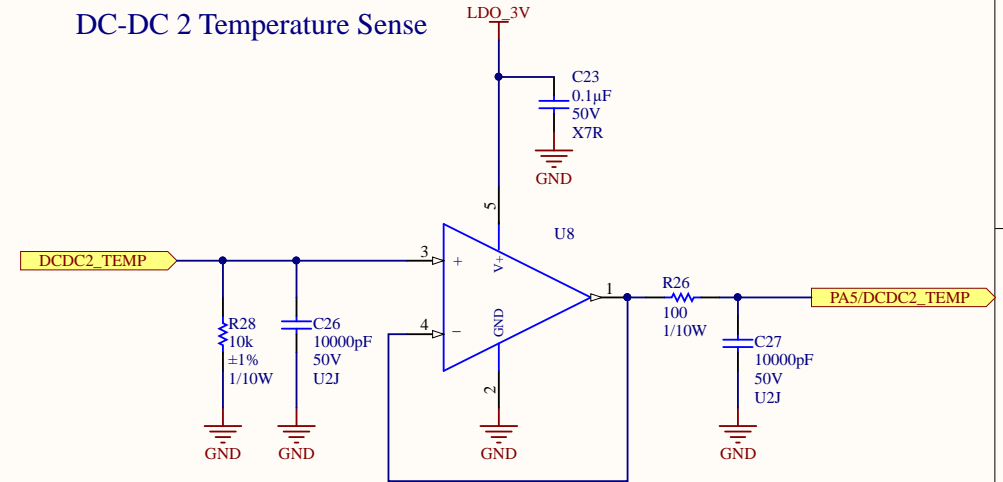 DC-DC 2 Temperature Sense
LDO_3V
C23
0.1µF
50V
X7R
GND
5
U8
V+
DCDC2_TEMP
3
+
R26
1
100
1/10W
PA5/DCDC2_TEMP
R28
10k
±1%
1/10W
C26
10000pF
50V
U2J
4
−
GND
2
C27
10000pF
50V
U2J
GND
GND
GND
GND